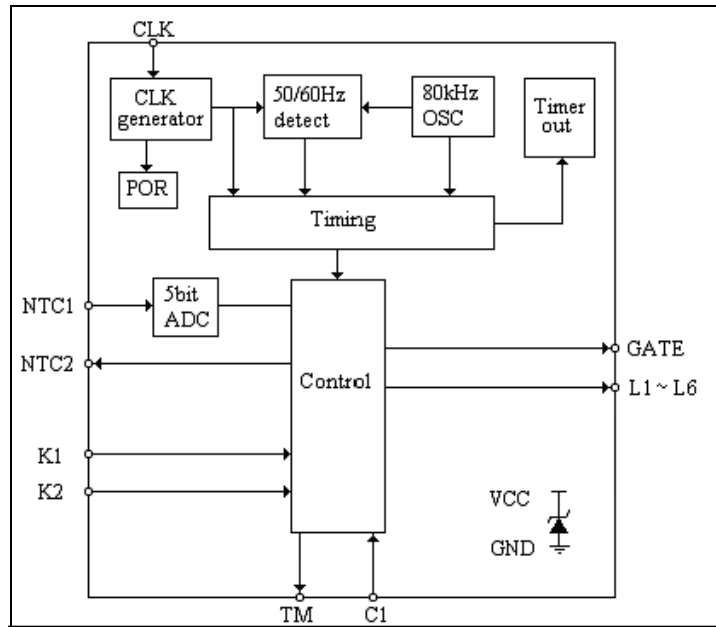 CLK
CLK
generator
50/60Hz
detect
80kHz
OSC
Timer
out
POR
Timing
NTC1
5bit
ADC
NTC2
Control
GATE
L1~L6
K1
K2
VCC
GND
TM
C1